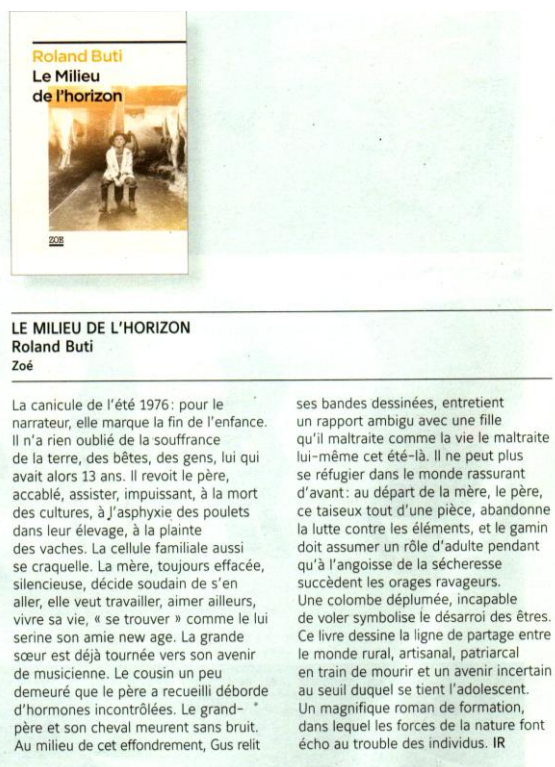 Roland Buti
Le Milieu
de l'horizon
ZOE
LE MILIEU DE L'HORIZON
Roland Buti
Zoé
La canicule de l'été 1976 : pour le
narrateur, elle marque la fin de l'enfance.
Il n'a rien oublié de la souffrance
de la terre, des bêtes, des gens, lui qui
avait alors 13 ans. Il revoit le père,
accablé, assister, impuissant, à la mort
des cultures, à l'asphyxie des poulets
dans leur élevage, à la plainte
des vaches. La cellule familiale aussi
se craquelle. La mère, toujours effacée,
silencieuse, décide soudain de s'en
aller, elle veut travailler, aimer ailleurs,
vivre sa vie, « se trouver » comme le lui
serine son amie new age. La grande
sœur est déjà tournée vers son avenir
de musicienne. Le cousin un peu
demeuré que le père a recueilli déborde
d'hormones incontrôlées. Le grand-
père et son cheval meurent sans bruit.
Au milieu de cet effondrement, Gus relit
ses bandes dessinées, entretient
un rapport ambigu avec une fille
qu'il maltraite comme la vie le maltraite
lui-même cet été-là. Il ne peut plus
se réfugier dans le monde rassurant
d'avant : au départ de la mère, le père,
ce taiseux tout d'une pièce, abandonne
la lutte contre les éléments, et le gamin
doit assumer un rôle d'adulte pendant
qu'à l'angoisse de la sécheresse
succèdent les orages ravageurs.
Une colombe déplumée, incapable
de voler symbolise le désarroi des êtres.
Ce livre dessine la ligne de partage entre
le monde rural, artisanal, patriarcal
en train de mourir et un avenir incertain
au seuil duquel se tient l'adolescent.
Un magnifique roman de formation,
dans lequel les forces de la nature font
écho au trouble des individus. IR